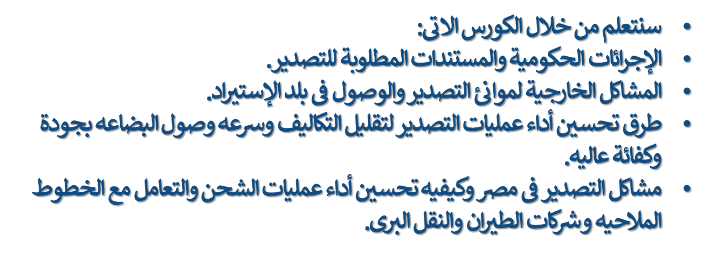 • سنتعلم من خلال الكورس الاتى:
• الإجرائات الحكومية والمستندات المطلوبة للتصدير.
• المشاكل الخارجية لموانئ التصدير والوصول فى بلد الإستيراد.
• طرق تحسين أداء عمليات التصدير لتقليل التكاليف وسرعه وصول البضاعه بجودة
وكفائة عاليه.
• مشاكل التصدير فى مصر وكيفيه تحسين أداء عمليات الشحن والتعامل مع الخطوط
الملاحيه وشركات الطيران والنقل البرى.